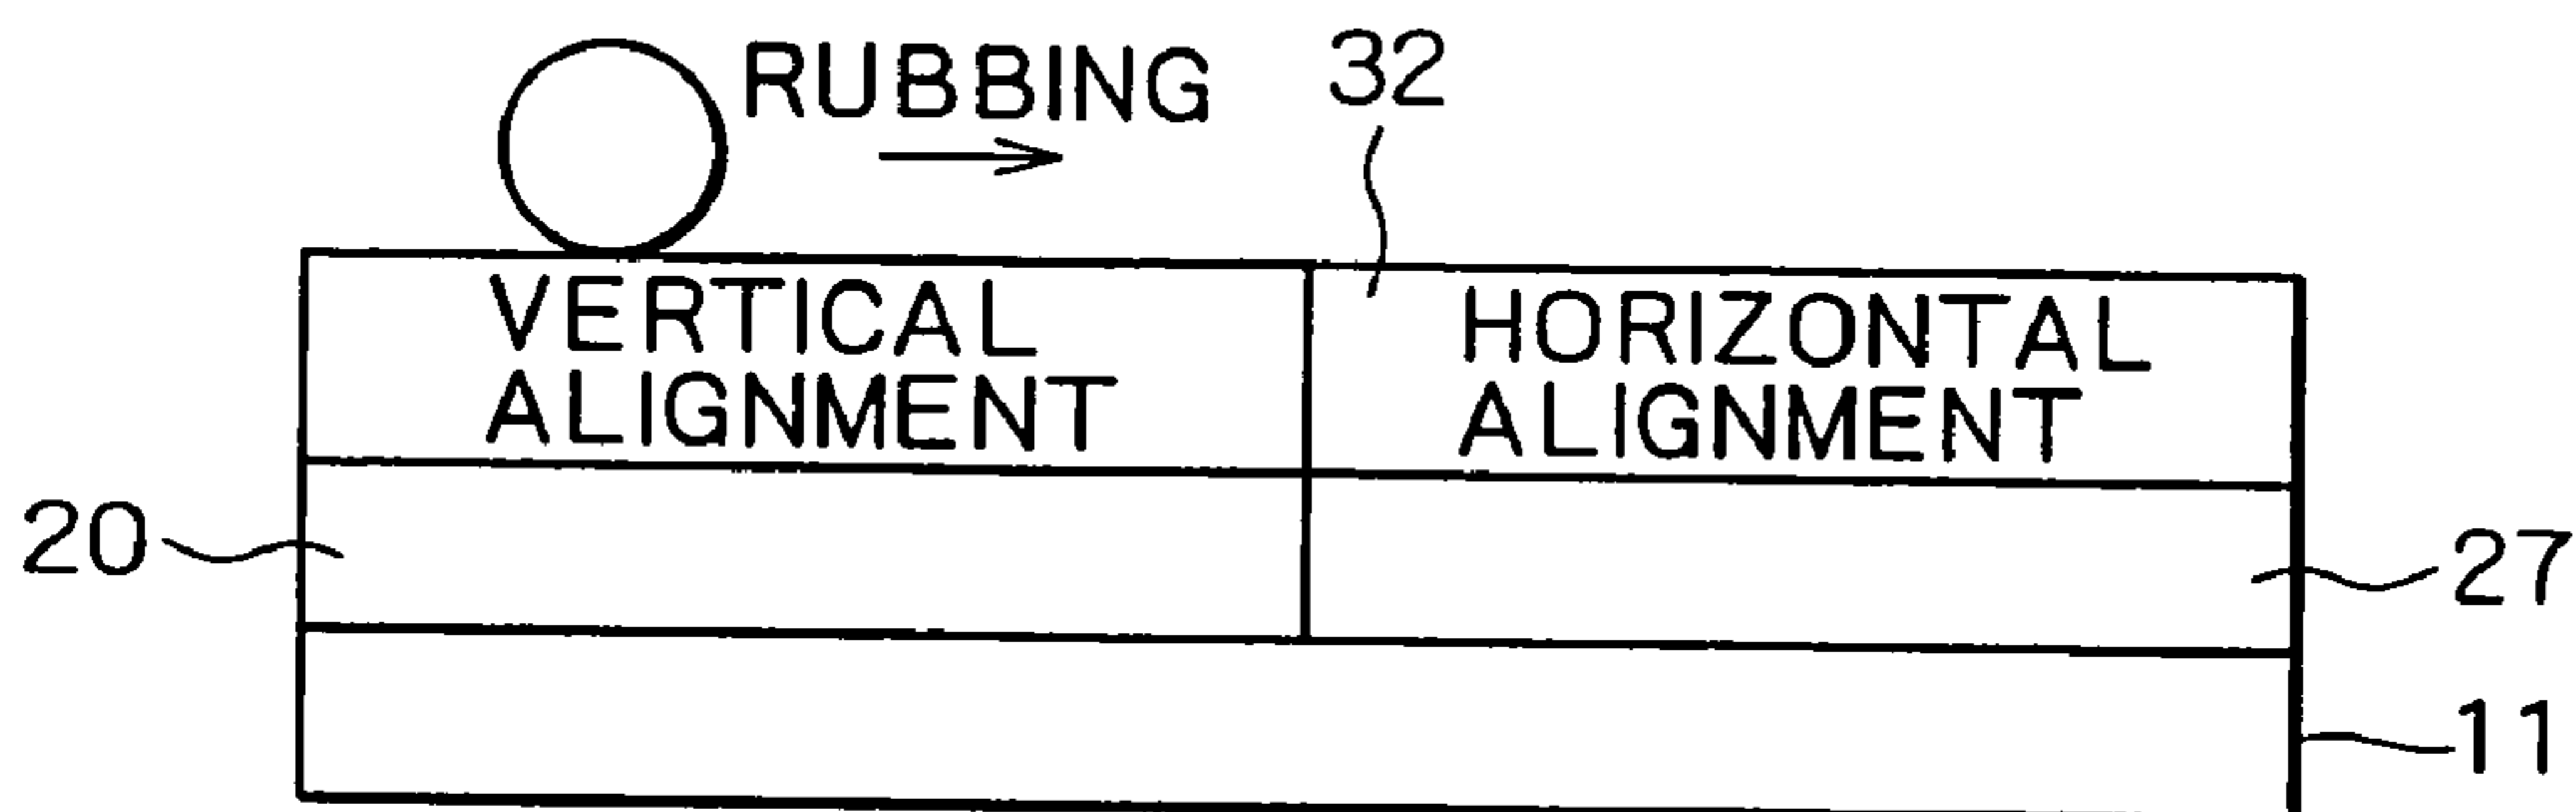 RUBBING
32
VERTICAL
ALIGNMENT
HORIZONTAL
ALIGNMENT
20
27
11